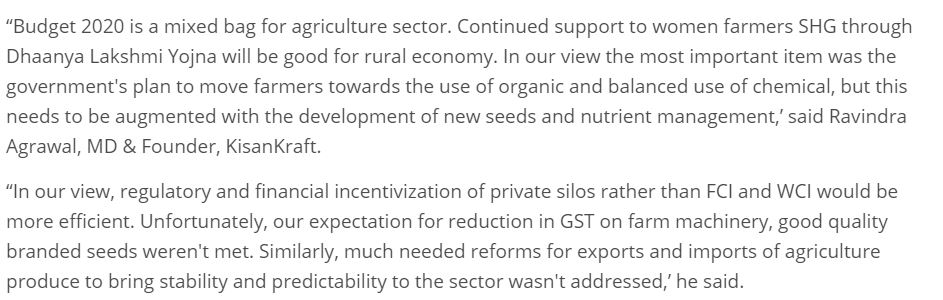 “Budget 2020 is a mixed bag for agriculture sector. Continued support to women farmers SHG through
Dhaanya Lakshmi Yojna will be good for rural economy. In our view the most important item was the
government's plan to move farmers towards the use of organic and balanced use of chemical, but this
needs to be augmented with the development of new seeds and nutrient management,’ said Ravindra
Agrawal, MD & Founder, KisanKraft.
“In our view, regulatory and financial incentivization of private silos rather than FCI and WCI would be
more efficient. Unfortunately, our expectation for reduction in GST on farm machinery, good quality
branded seeds weren't met. Similarly, much needed reforms for exports and imports of agriculture
produce to bring stability and predictability to the sector wasn't addressed,’ he said.